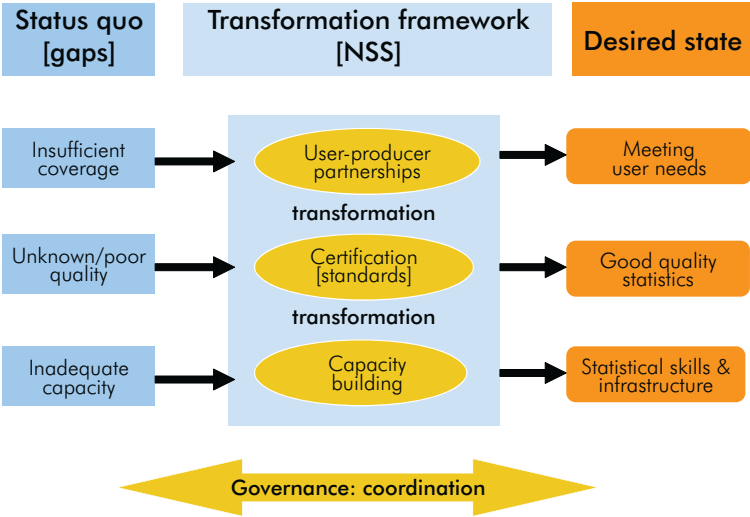 Status quo
[gaps]
Transformation framework
[NSS]
Desired state
Insufficient
coverage
User-producer
partnerships
Meeting
user needs
transformation
Unknown/poor
quality
Certification
[standards]
Good quality
statistics
transformation
Inadequate
capacity
Capacity
building
Statistical skills &
infrastructure
Governance: coordination